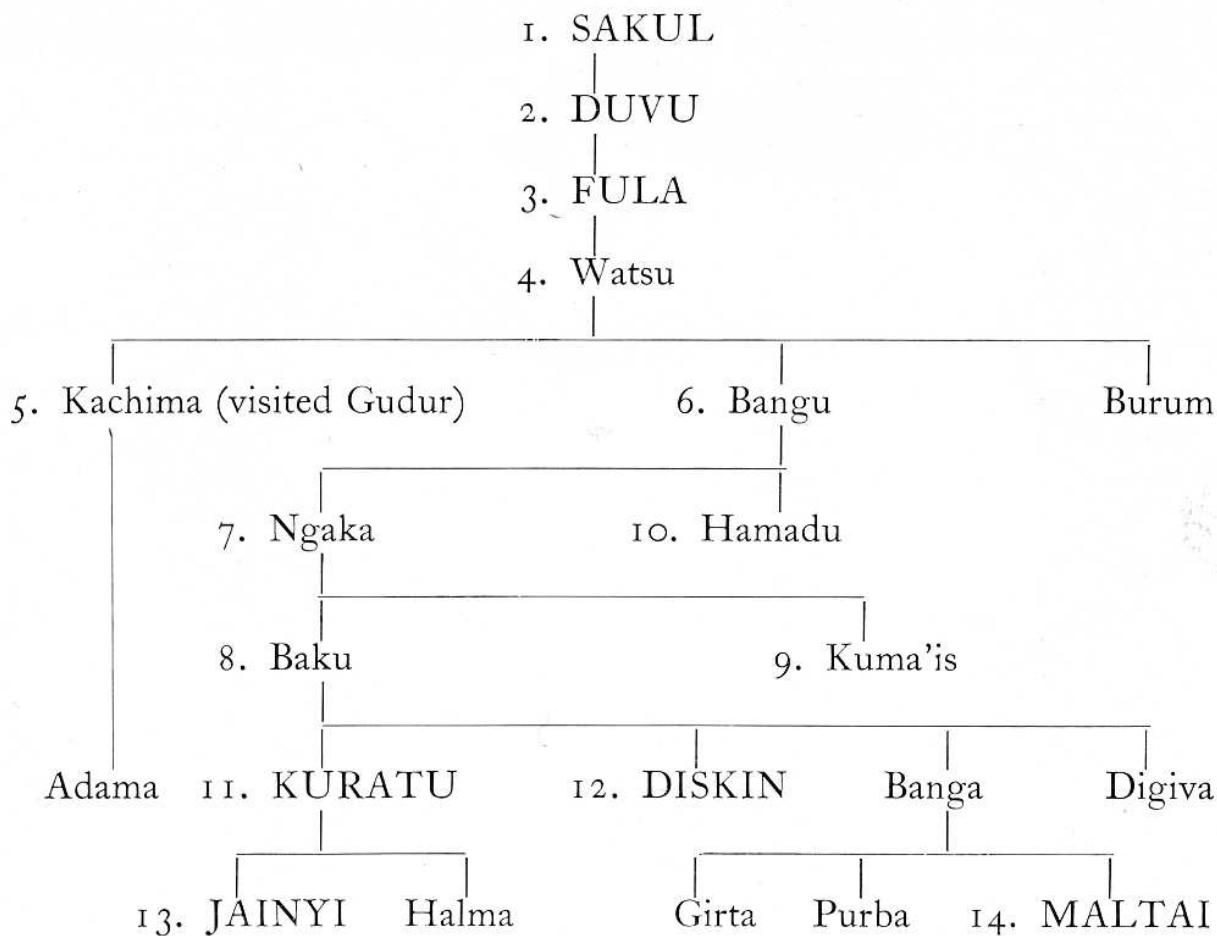 1. SAKUL
2. DUVU
3. FULA
4. Watsu
5. Kachima (visited Gudur) 6. Bangu Burum
7. Ngaka 10. Hamadu
8. Baku 9. Kuma’is
Adama 11. KURATU 12. DISKIN Banga Digiva
13. JAINYI Halma Girta Purba 14. MALTAI